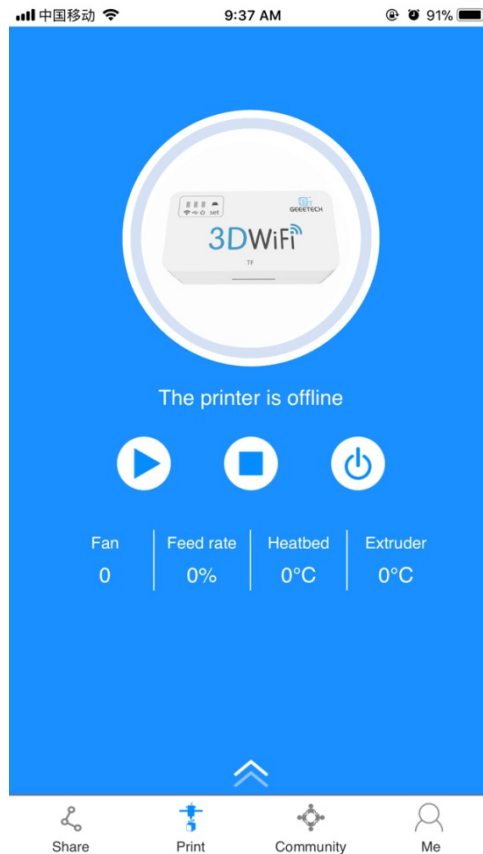 中国移动 9:37 AM 91%
GEEETECH
3DWiFi
TF
The printer is offline
Fan Feed rate Heatbed Extruder
0 0% 0°C 0°C
Share Print Community Me